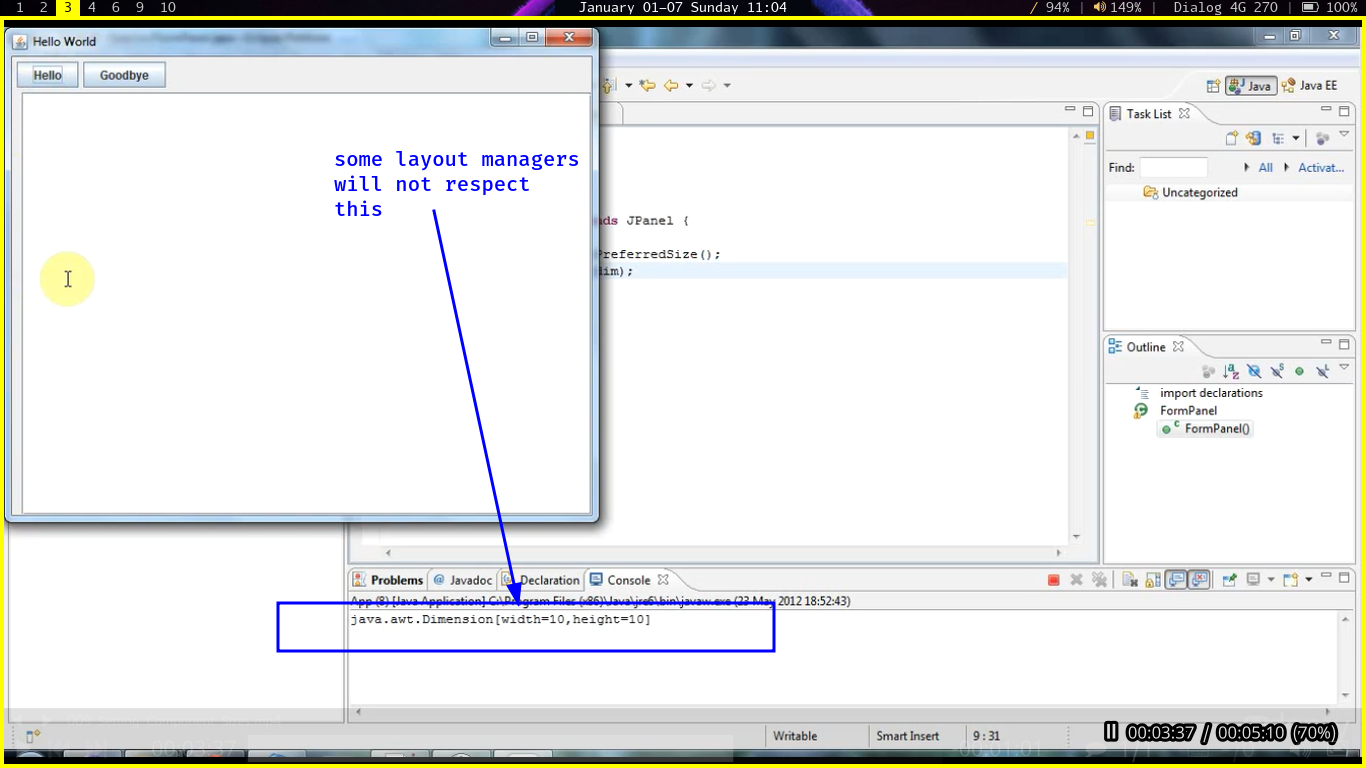 1 2 3 4 6 9 10
January 01-07 Sunday 11:04
/ 94% | 149% | Dialog 4G 270 | 100%
Hello World
Hello Goodbye
Java Java EE
Task List
Find: All Activat...
Uncategorized
some layout managers
will not respect
this
nds JPanel {
PreferredSize();
dim);
Outline
import declarations
FormPanel
FormPanel()
Problems @ Javadoc Declaration Console
App (8) [Java Application] C:\Program Files (x86)\Java\jre6\bin\javaw.exe (23 May 2012 18:52:43)
java.awt.Dimension[width=10,height=10]
Writable Smart Insert 9 : 31
00:03:37 / 00:05:10 (70%)